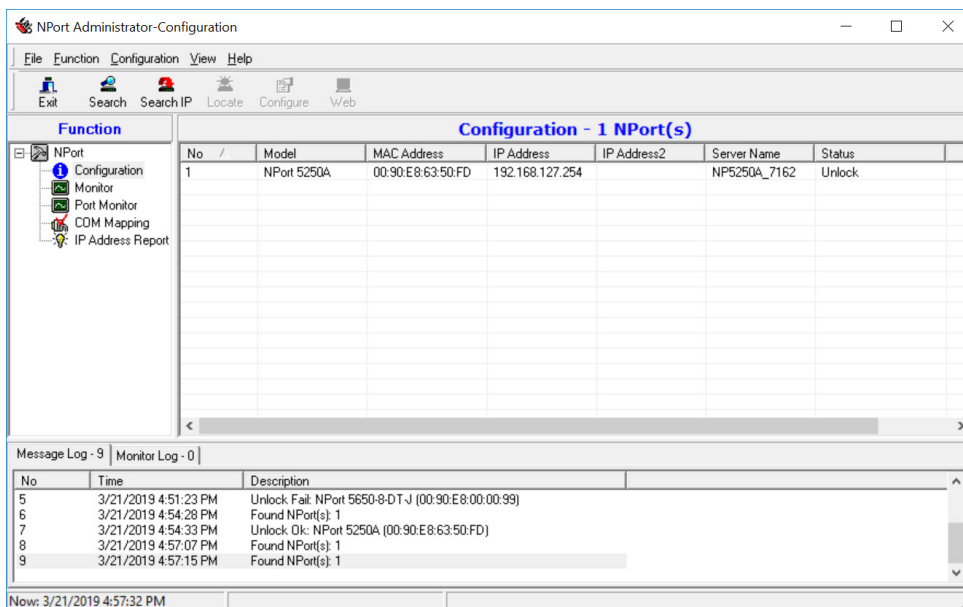 NPort Administrator-Configuration
File Function Configuration View Help
Exit Search Search IP Locate Configure Web
Function
Configuration - 1 NPort(s)
NPort
Configuration
Monitor
Port Monitor
COM Mapping
IP Address Report
No Model MAC Address IP Address IP Address2 Server Name Status
1 NPort 5250A 00:90:E8:63:50:FD 192.168.127.254 NP5250A_7162 Unlock
Message Log - 9 Monitor Log - 0
No Time Description
5 3/21/2019 4:51:23 PM Unlock Fail: NPort 5650-8-DT-J (00:90:E8:00:00:99)
6 3/21/2019 4:54:28 PM Found NPort(s): 1
7 3/21/2019 4:54:33 PM Unlock Ok: NPort 5250A (00:90:E8:63:50:FD)
8 3/21/2019 4:57:07 PM Found NPort(s): 1
9 3/21/2019 4:57:15 PM Found NPort(s): 1
Now: 3/21/2019 4:57:32 PM